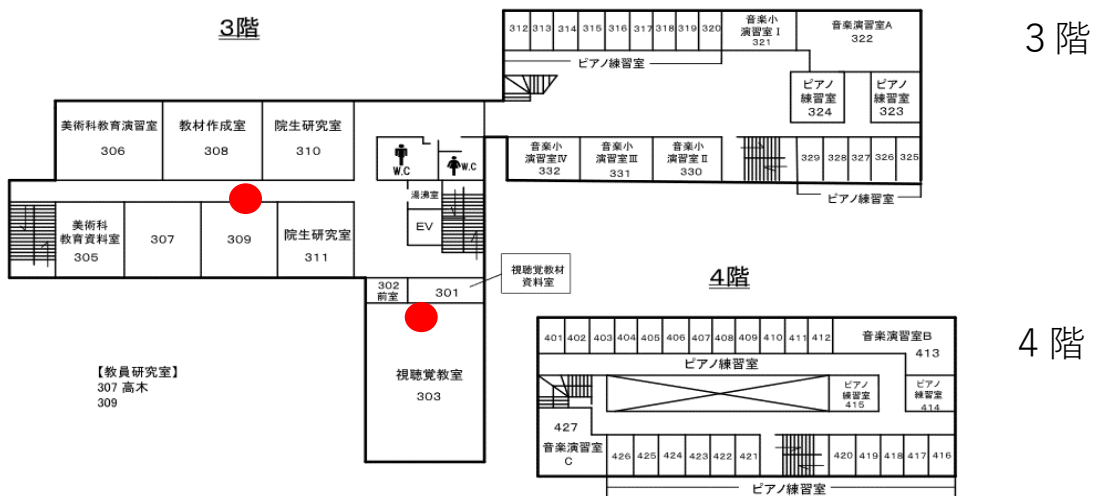 3階
3階
312 313 314 315 316 317 318 319 320
音楽小
演習室Ⅰ
321
音楽演習室A
322
ピアノ練習室
ピアノ
練習室
324
ピアノ
練習室
323
美術科教育演習室
306
教材作成室
308
院生研究室
310
W.C
W.C
音楽小
演習室Ⅳ
332
音楽小
演習室Ⅲ
331
音楽小
演習室Ⅱ
330
329 328 327 326 325
ピアノ練習室
湯沸室
EV
美術科
教育資料室
305
307
309
院生研究室
311
302
前室
301
視聴覚教材
資料室
視聴覚教室
303
【教員研究室】
307 高木
309
4階
4階
401 402 403 404 405 406 407 408 409 410 411 412
音楽演習室B
413
ピアノ練習室
ピアノ
練習室
415
ピアノ
練習室
414
427
音楽演習室
C
426 425 424 423 422 421
420 419 418 417 416
ピアノ練習室